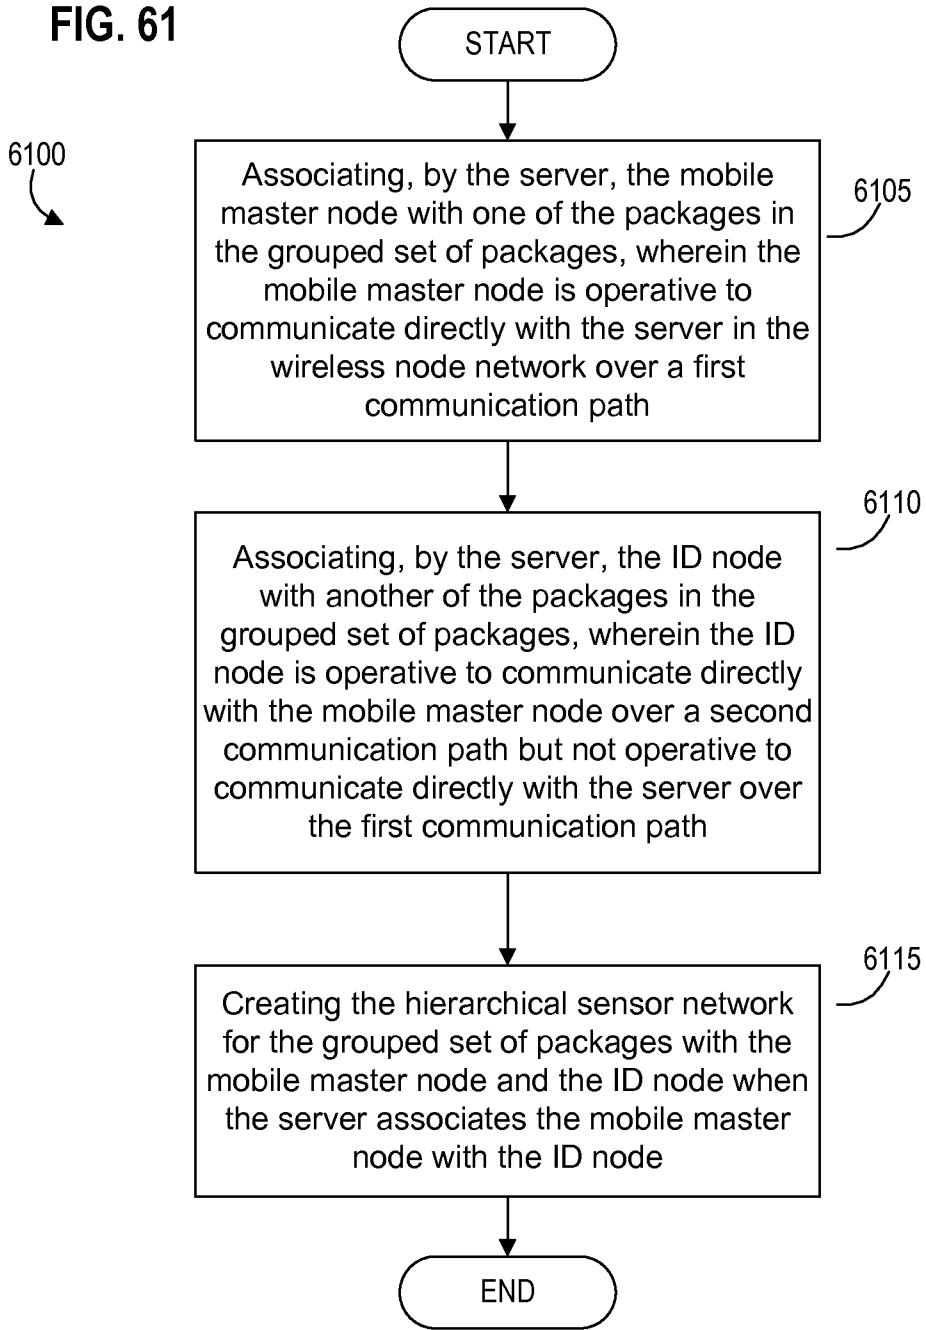 FIG. 61
START
6100
Associating, by the server, the mobile
master node with one of the packages in
the grouped set of packages, wherein the
mobile master node is operative to
communicate directly with the server in the
wireless node network over a first
communication path
6105
Associating, by the server, the ID node
with another of the packages in the
grouped set of packages, wherein the ID
node is operative to communicate directly
with the mobile master node over a second
communication path but not operative to
communicate directly with the server over
the first communication path
6110
Creating the hierarchical sensor network
for the grouped set of packages with the
mobile master node and the ID node when
the server associates the mobile master
node with the ID node
6115
END